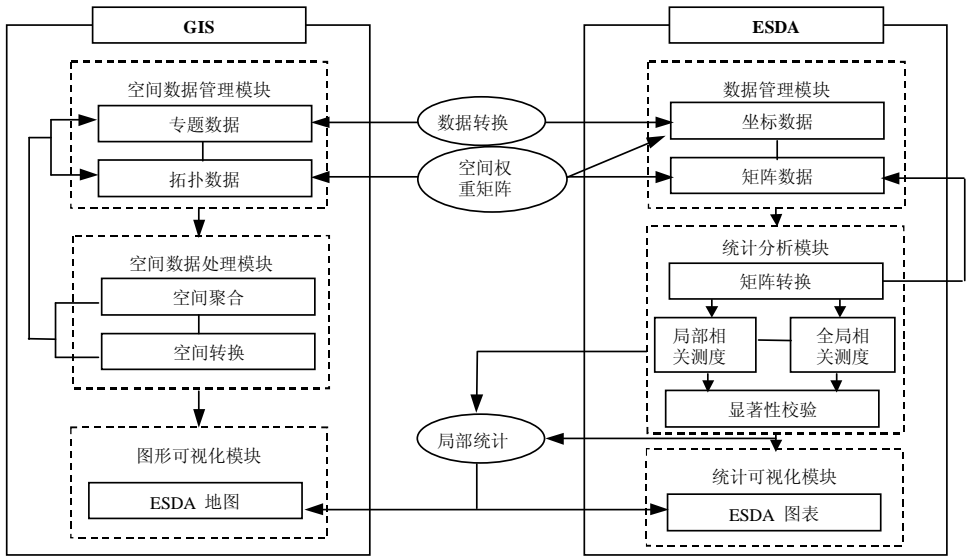 GIS
空间数据管理模块
专题数据
拓扑数据
空间数据处理模块
空间聚合
空间转换
图形可视化模块
ESDA 地图
数据转换
空间权
重矩阵
局部统计
ESDA
数据管理模块
坐标数据
矩阵数据
统计分析模块
矩阵转换
局部相
关测度
全局相
关测度
显著性校验
统计可视化模块
ESDA 图表